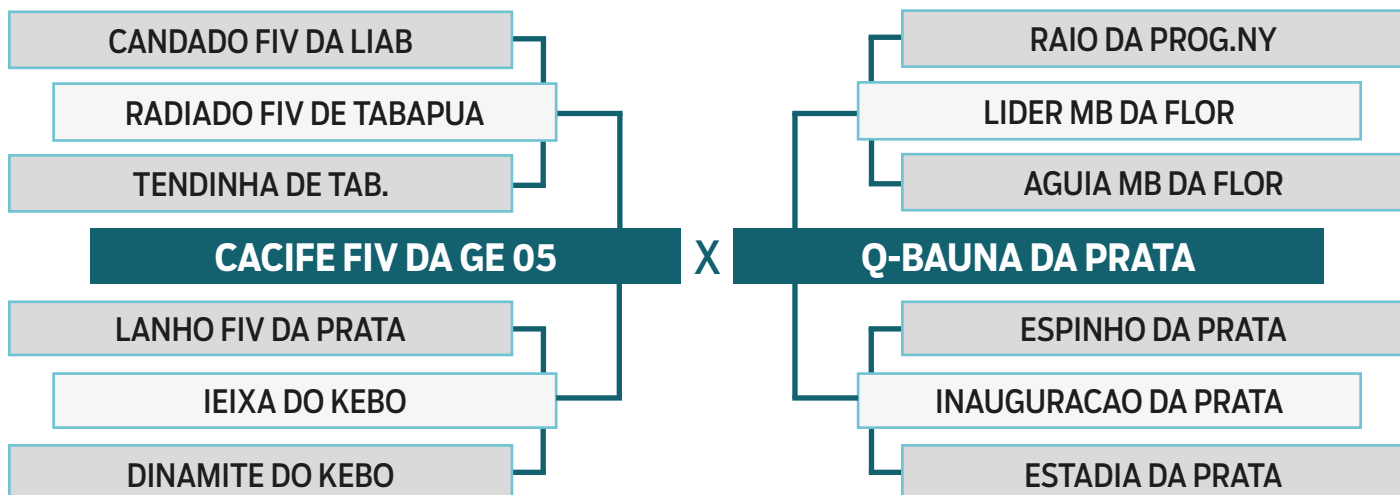 CANDADO FIV DA LIAB
RADIADO FIV DE TABAPUA
TENDINHA DE TAB.
CACIFE FIV DA GE 05
LANHO FIV DA PRATA
IEIXA DO KEBO
DINAMITE DO KEBO
X
RAIO DA PROG.NY
LIDER MB DA FLOR
AGUIA MB DA FLOR
Q-BAUNA DA PRATA
ESPINHO DA PRATA
INAUGURACAO DA PRATA
ESTADIA DA PRATA